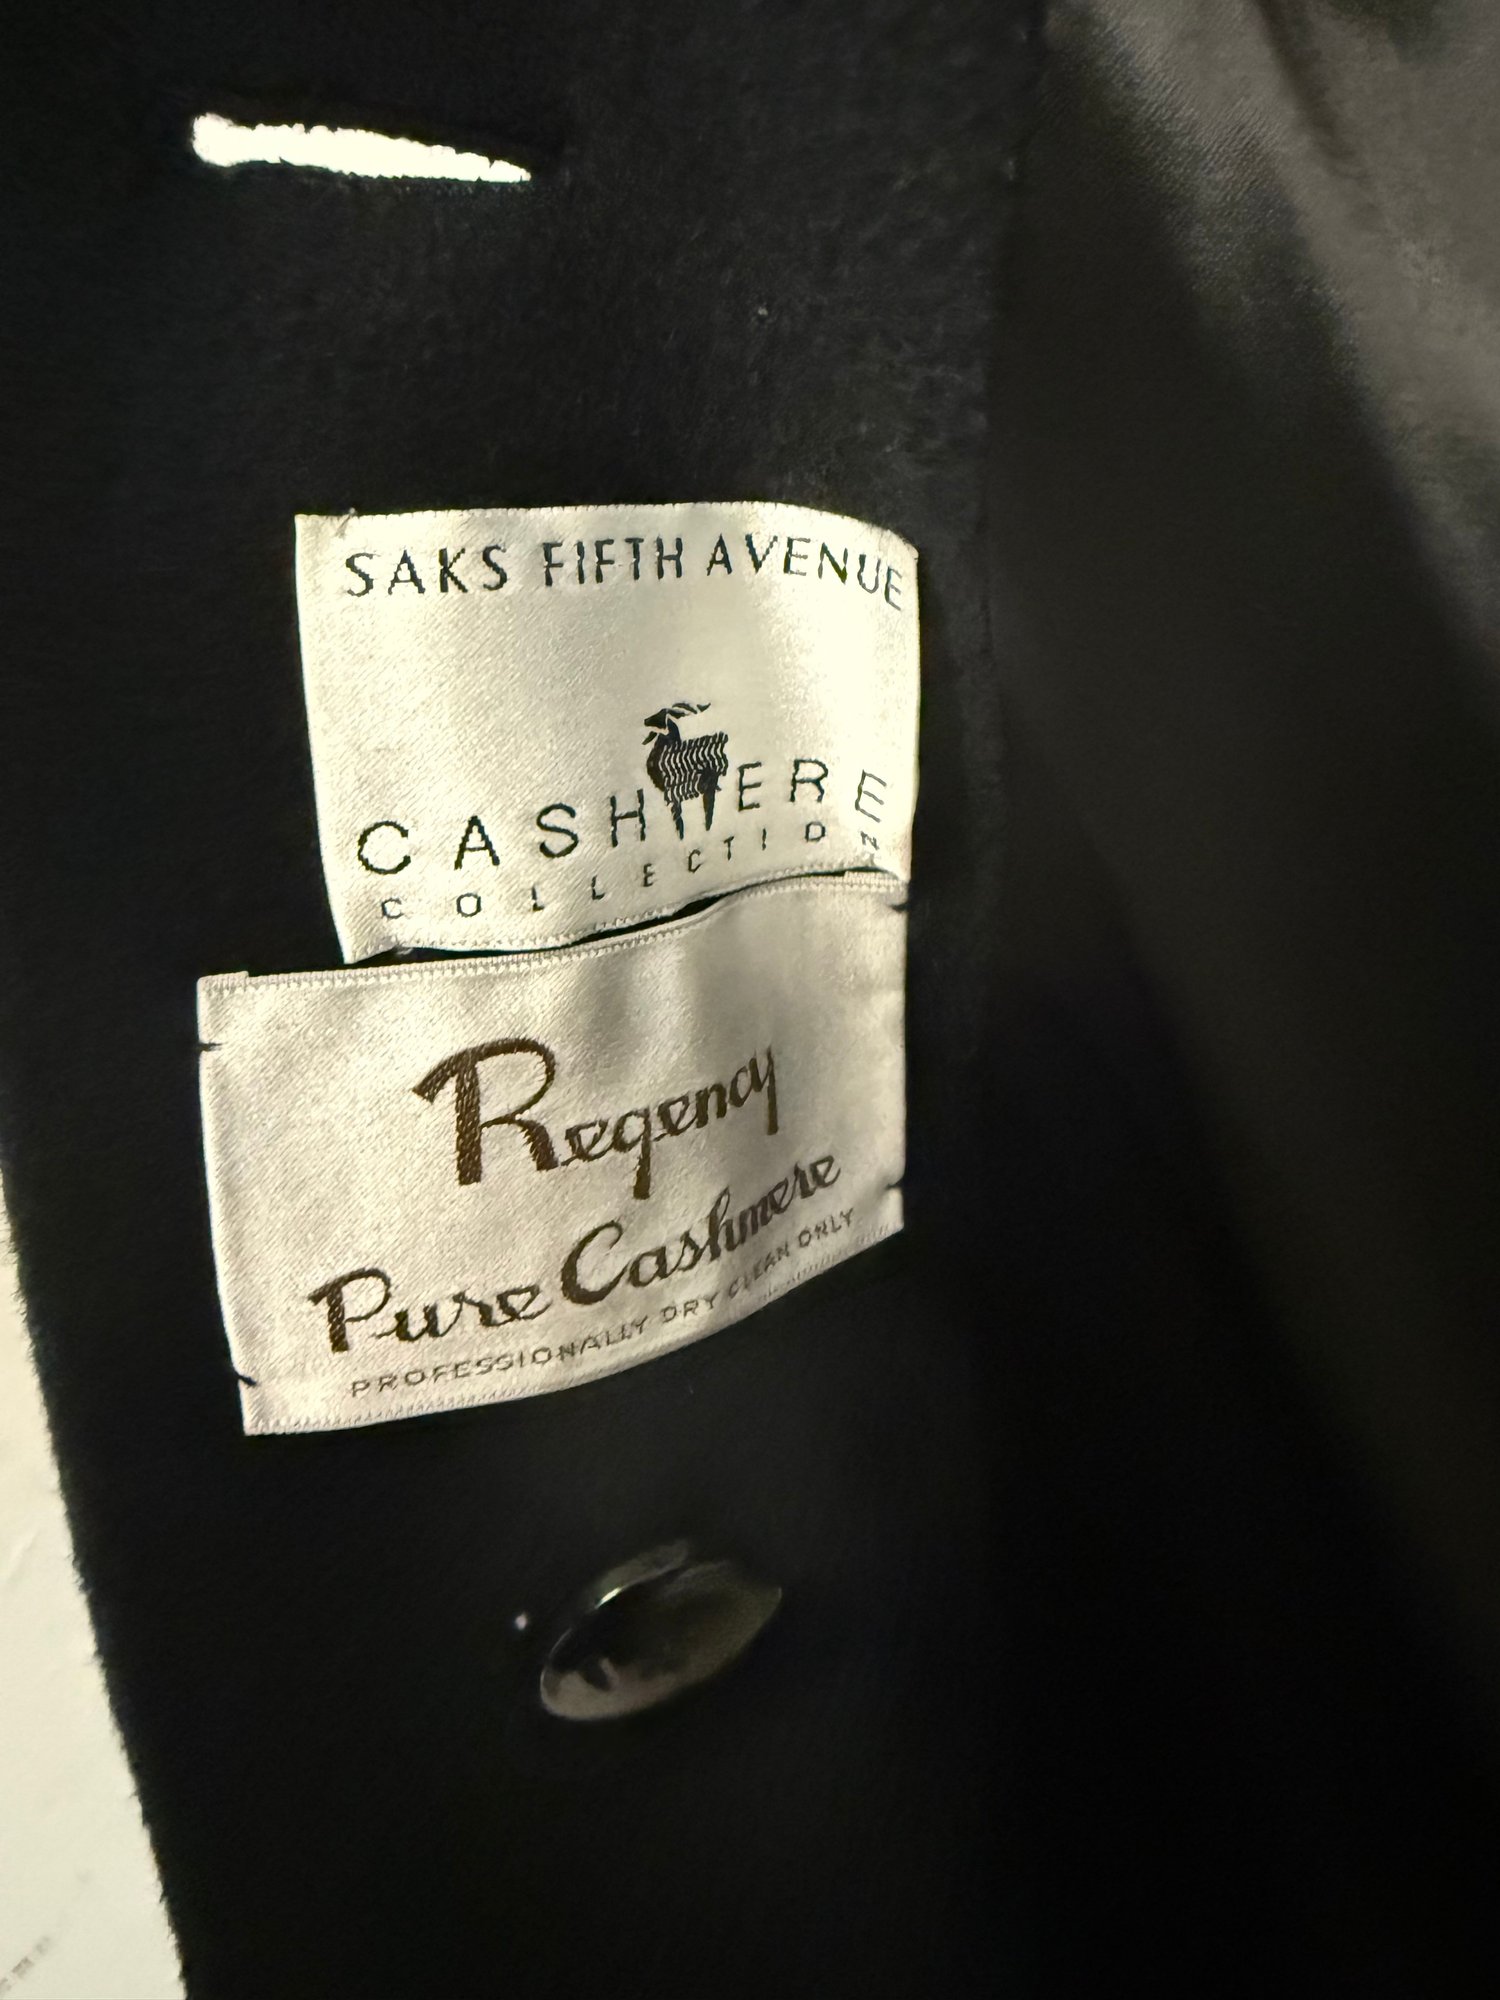 SAKS FIFTH AVENUE
CASHMERE
COLLECTION
Regency
Pure Cashmere
PROFESSIONALLY DRY CLEAN ONLY